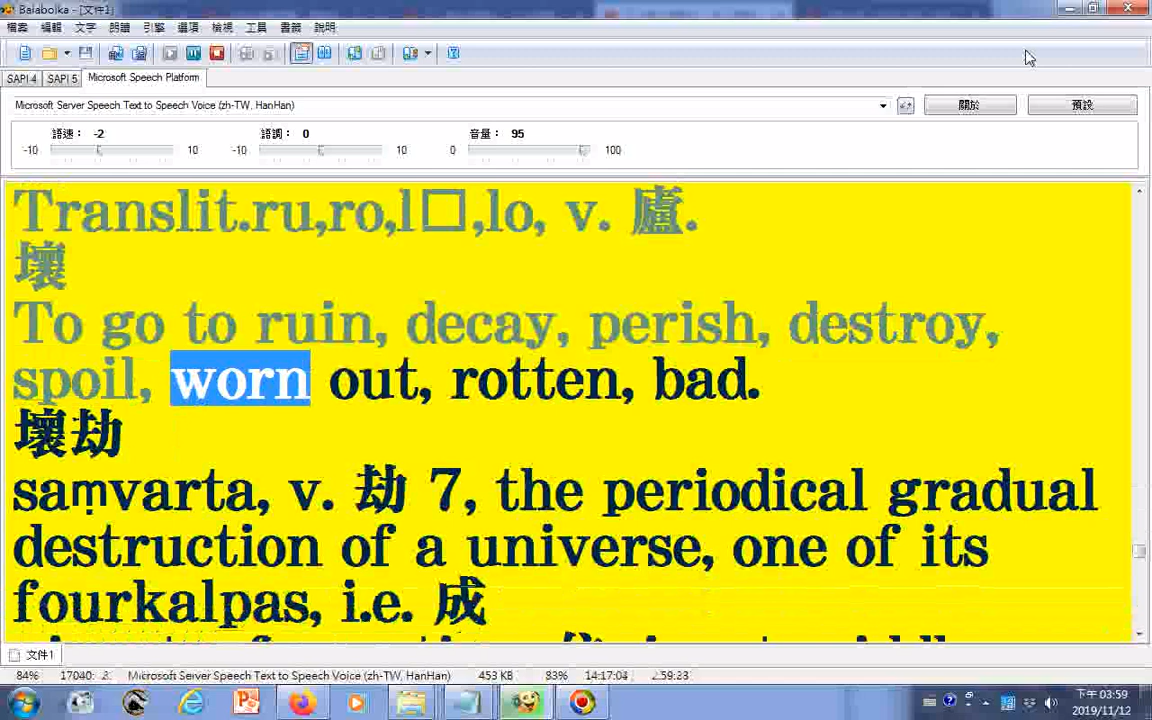 Balabolka - [文件1]
檔案 編輯 文字 朗讀 引擎 選項 檢視 工具 書籤 說明
SAPI 4 SAPI 5 Microsoft Speech Platform
Microsoft Server Speech Text to Speech Voice (zh-TW, HanHan) 關於 預設
語速： -2 語調： 0 音量： 95
-10 10 -10 10 0 100
Translit.ru,ro,l□,lo, v. 廬.
壞
To go to ruin, decay, perish, destroy,
spoil, worn out, rotten, bad.
壞劫
saṃvarta, v. 劫 7, the periodical gradual
destruction of a universe, one of its
fourkalpas, i.e. 成
文件1
84% 17040: Microsoft Server Speech Text to Speech Voice (zh-TW, HanHan) 453 KB 83% 14:17:04 2:59:23
下午 03:59
2019/11/12